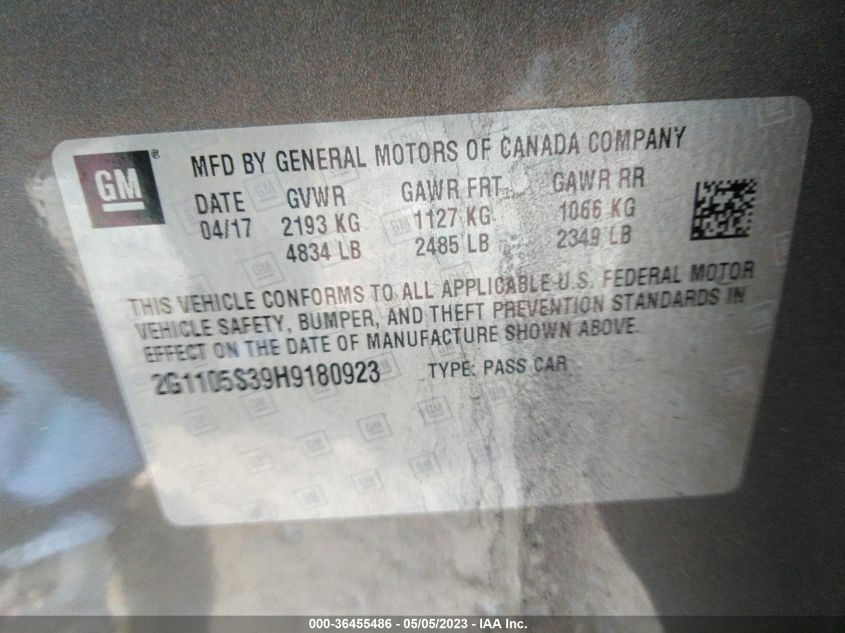 GM
®
MFD BY GENERAL MOTORS OF CANADA COMPANY
DATE GVWR GAWR FRT GAWR RR
04/17 2193 KG 1127 KG 1066 KG
4834 LB 2485 LB 2349 LB
THIS VEHICLE CONFORMS TO ALL APPLICABLE U.S. FEDERAL MOTOR
VEHICLE SAFETY, BUMPER, AND THEFT PREVENTION STANDARDS IN
EFFECT ON THE DATE OF MANUFACTURE SHOWN ABOVE.
2G1105S39H9180923 TYPE: PASS CAR
000-36455486 - 05/05/2023 - IAA Inc.